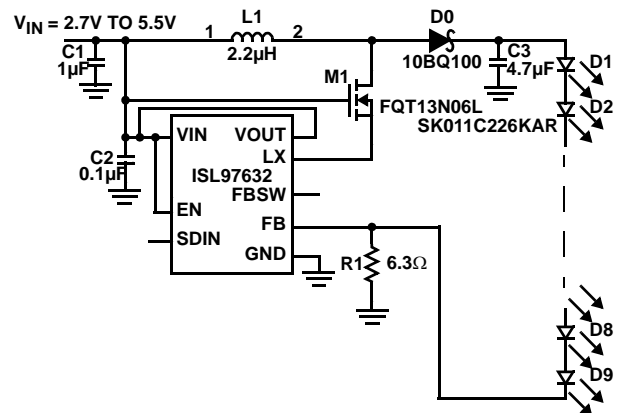 VIN = 2.7V TO 5.5V
L1
D0
1
2
2.2µH
C1
1µF
10BQ100
C3
4.7µF
D1
M1
FQT13N06L
D2
SK011C226KAR
VIN
VOUT
C2
0.1µF
LX
ISL97632
FBSW
EN
FB
SDIN
GND
R1
6.3Ω
D8
D9